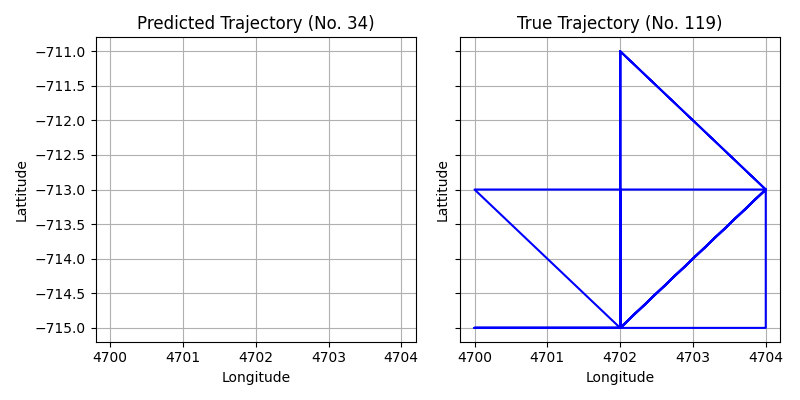 Predicted Trajectory (No. 34)
Lattitude
−711.0
−711.5
−712.0
−712.5
−713.0
−713.5
−714.0
−714.5
−715.0
4700 4701 4702 4703 4704
Longitude
True Trajectory (No. 119)
Lattitude
4700 4701 4702 4703 4704
Longitude